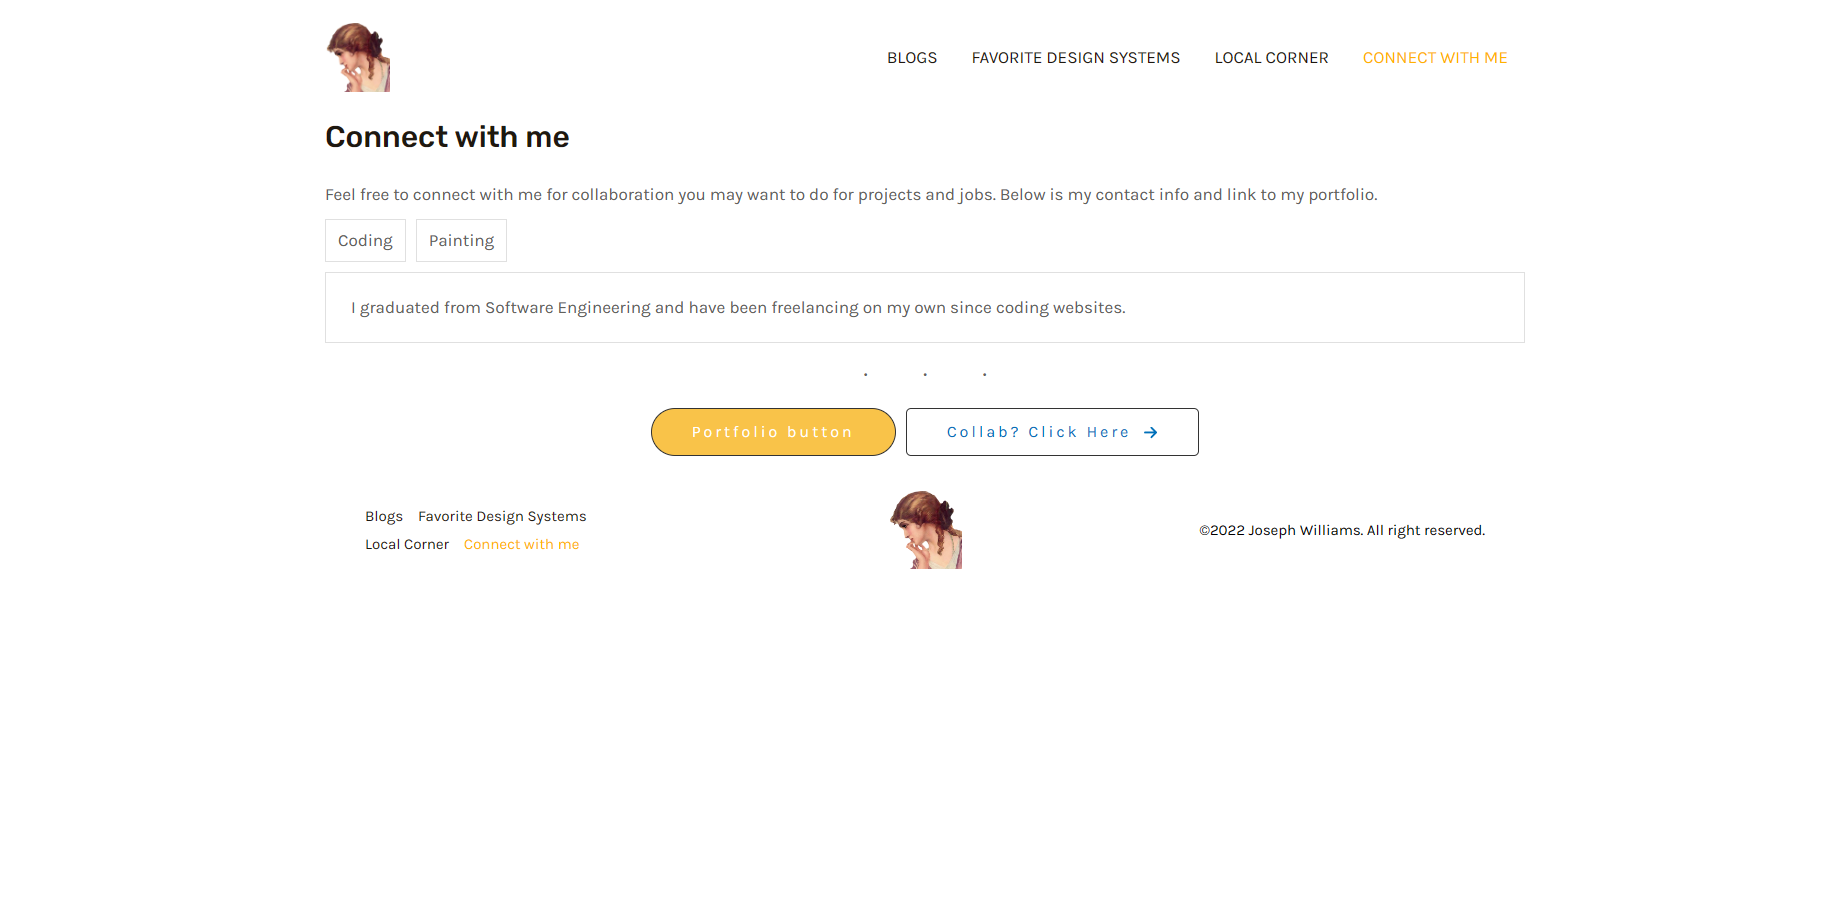 BLOGS FAVORITE DESIGN SYSTEMS LOCAL CORNER CONNECT WITH ME
Connect with me
Feel free to connect with me for collaboration you may want to do for projects and jobs. Below is my contact info and link to my portfolio.
Coding Painting
I graduated from Software Engineering and have been freelancing on my own since coding websites.
Portfolio button Collab? Click Here
Blogs Favorite Design Systems
Local Corner Connect with me
©2022 Joseph Williams. All right reserved.